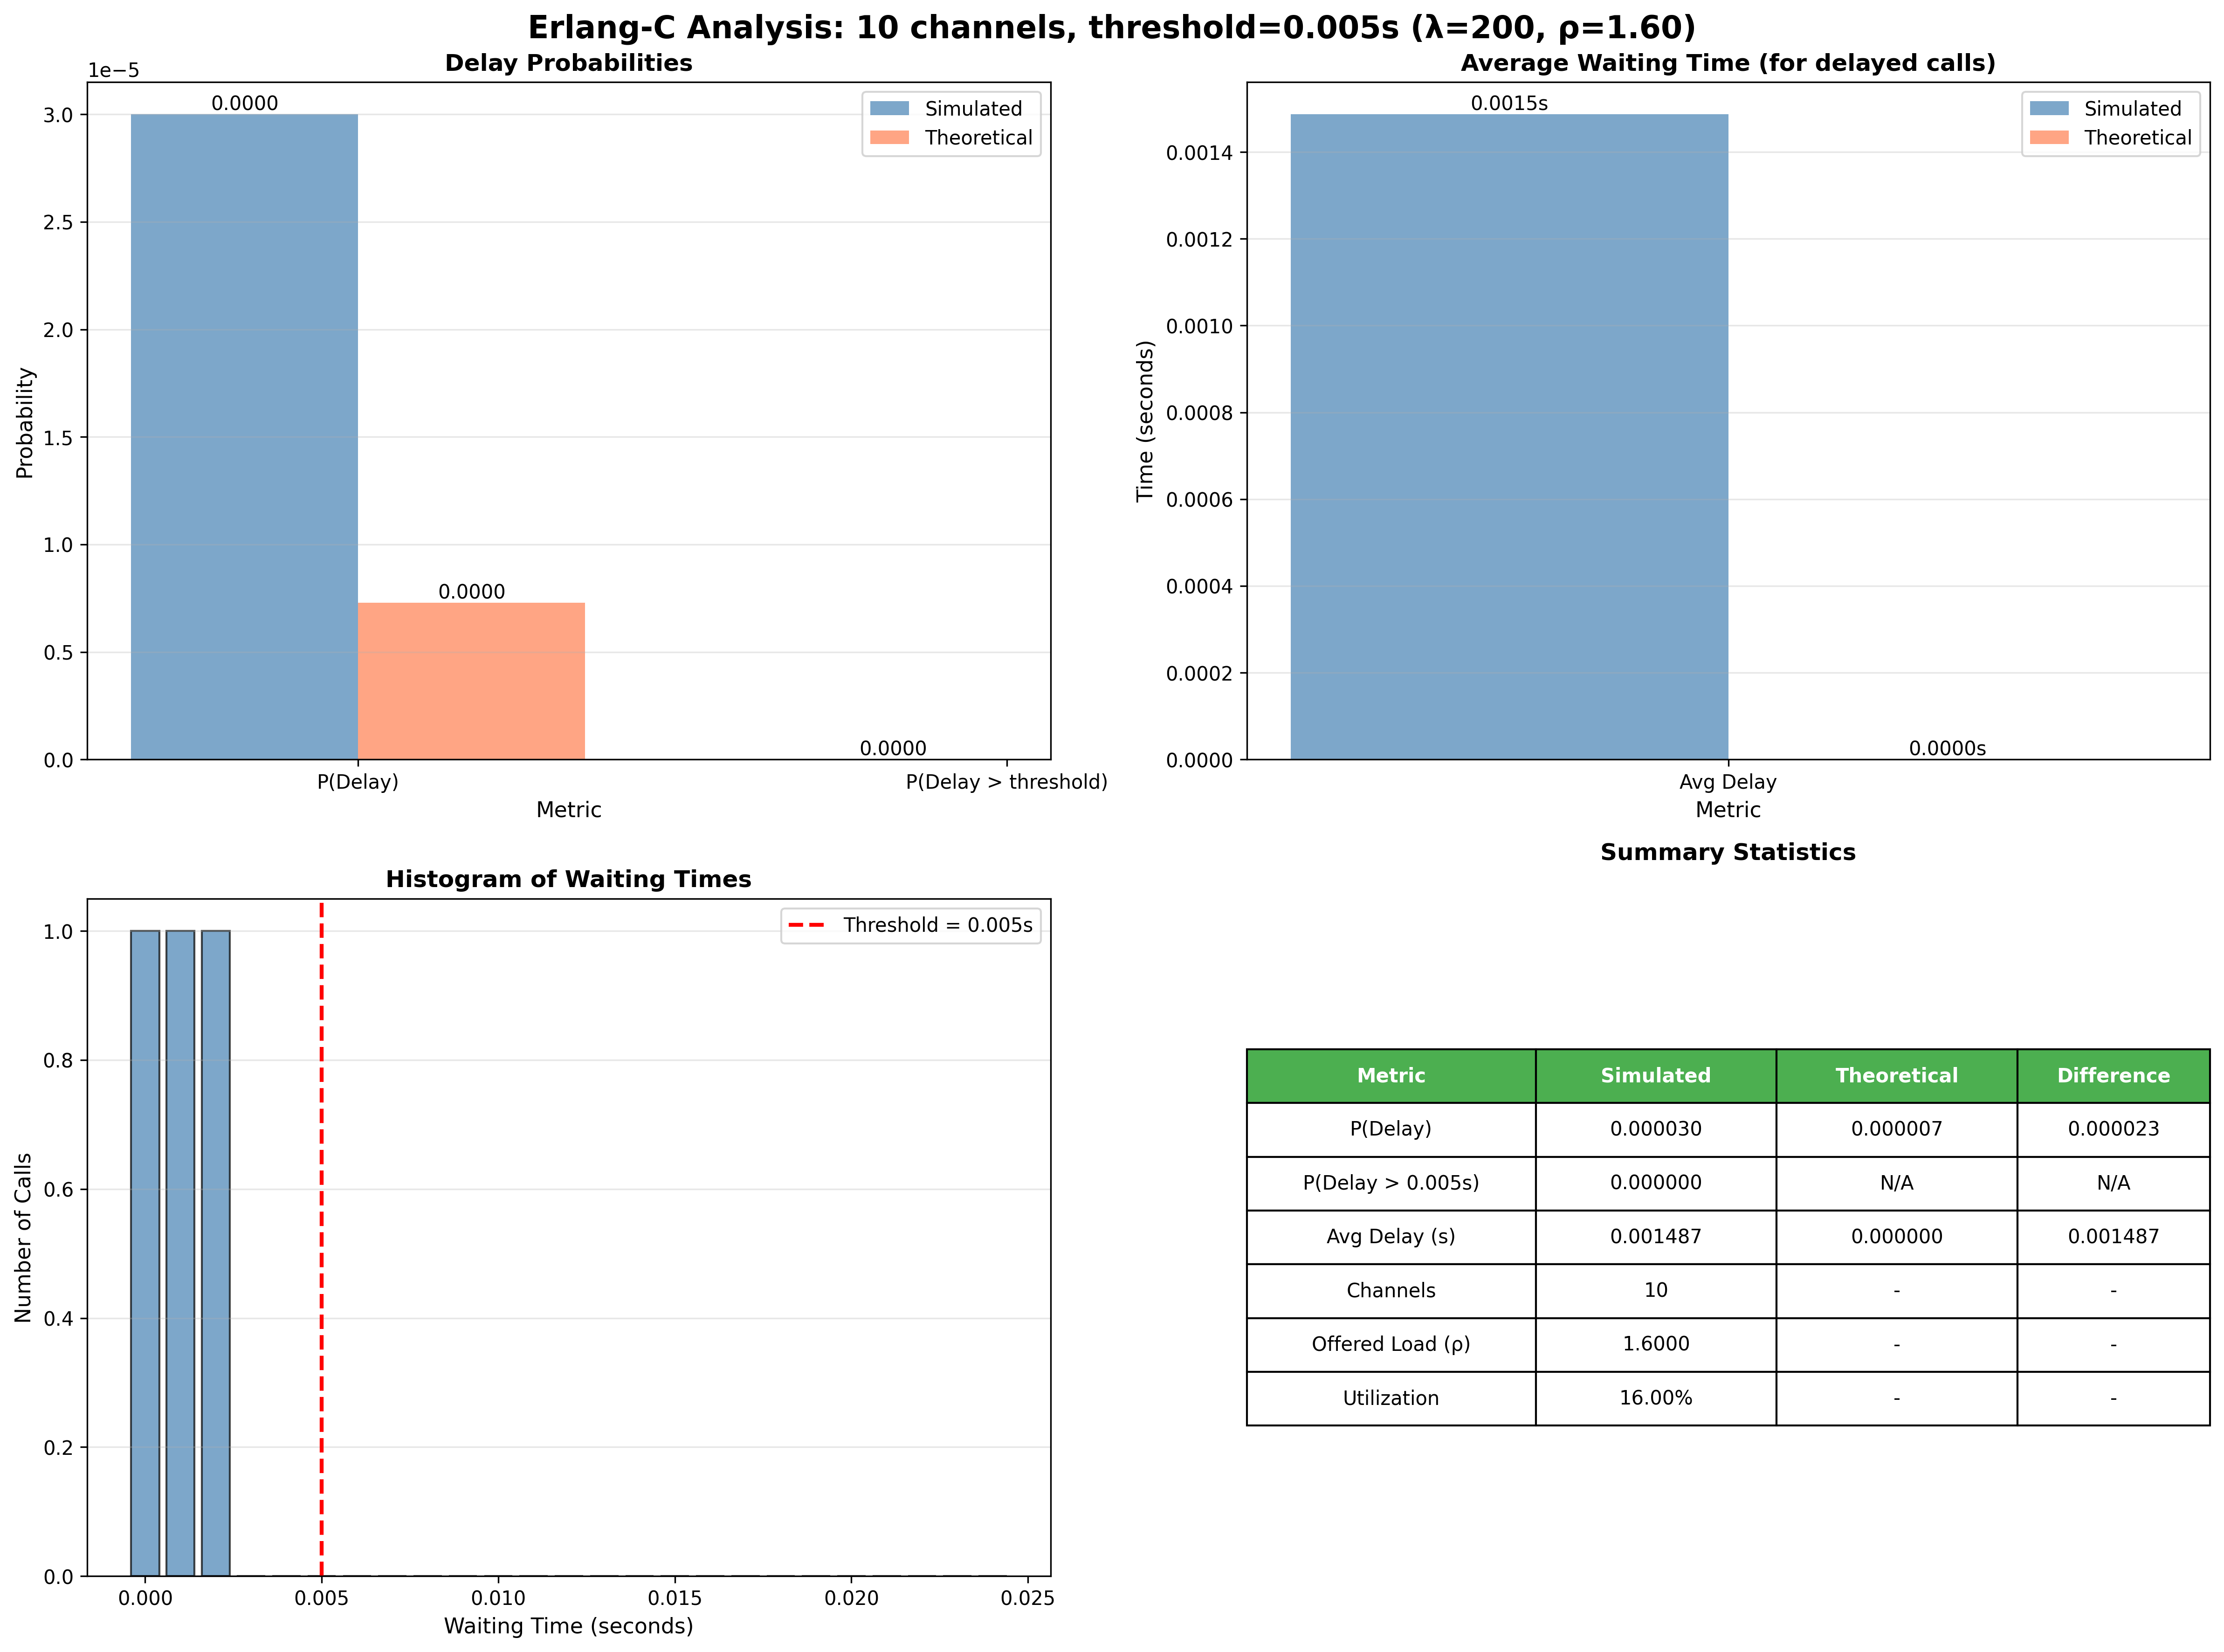 Erlang-C Analysis: 10 channels, threshold=0.005s (λ=200, ρ=1.60)
Delay Probabilities
1e−5
3.0
2.5
2.0
1.5
1.0
0.5
0.0
Probability
0.0000
0.0000
0.0000
Simulated
Theoretical
P(Delay)
P(Delay > threshold)
Metric
Average Waiting Time (for delayed calls)
0.0014
0.0012
0.0010
0.0008
0.0006
0.0004
0.0002
0.0000
Time (seconds)
0.0015s
0.0000s
Simulated
Theoretical
Avg Delay
Metric
Histogram of Waiting Times
1.0
0.8
0.6
0.4
0.2
0.0
Number of Calls
Threshold = 0.005s
0.000 0.005 0.010 0.015 0.020 0.025
Waiting Time (seconds)
Summary Statistics
Metric Simulated Theoretical Difference
P(Delay) 0.000030 0.000007 0.000023
P(Delay > 0.005s) 0.000000 N/A N/A
Avg Delay (s) 0.001487 0.000000 0.001487
Channels 10 - -
Offered Load (ρ) 1.6000 - -
Utilization 16.00% - -